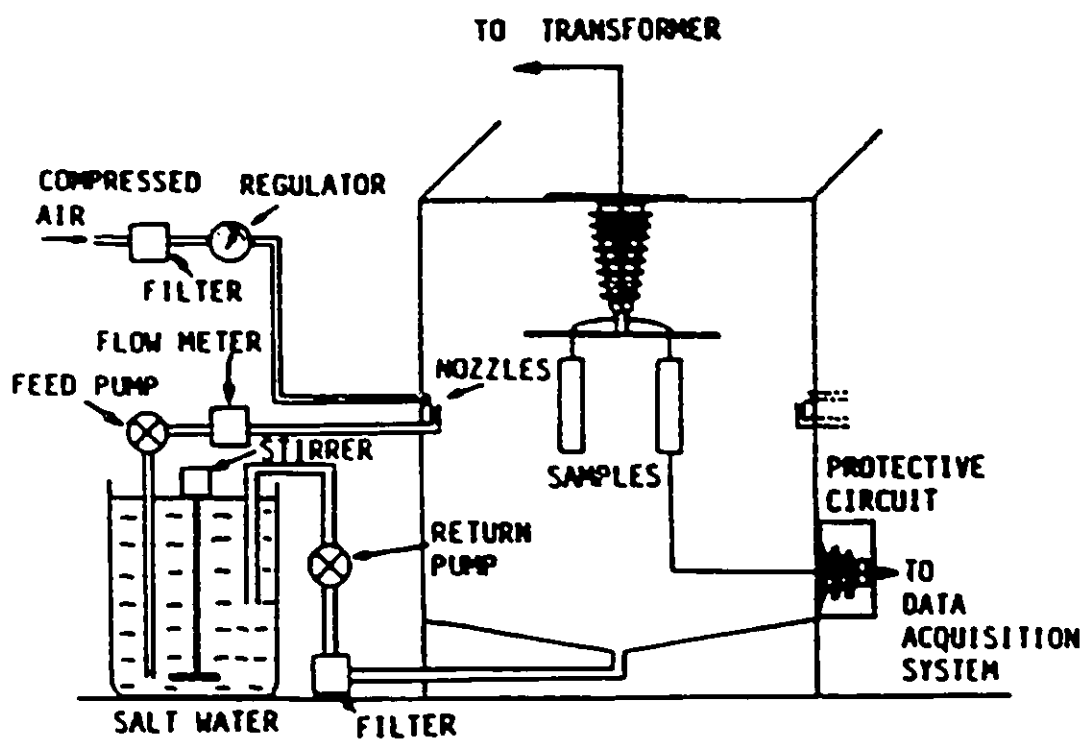 TO TRANSFORMER
COMPRESSED
AIR
REGULATOR
FILTER
FLOW METER
FEED PUMP
NOZZLES
STIRRER
SAMPLES
PROTECTIVE
CIRCUIT
RETURN
PUMP
TO
DATA
ACQUISITION
SYSTEM
SALT WATER
FILTER